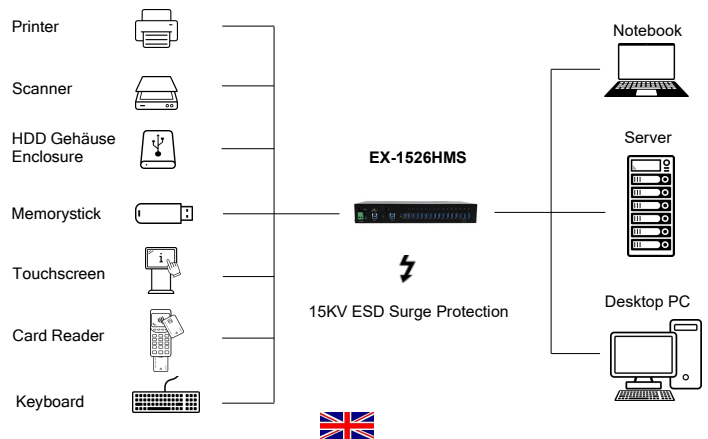 Printer
Scanner
HDD Gehäuse
Enclosure
Memorystick
Touchscreen
i
Card Reader
Keyboard
EX-1526HMS
15KV ESD Surge Protection
Notebook
Server
Desktop PC